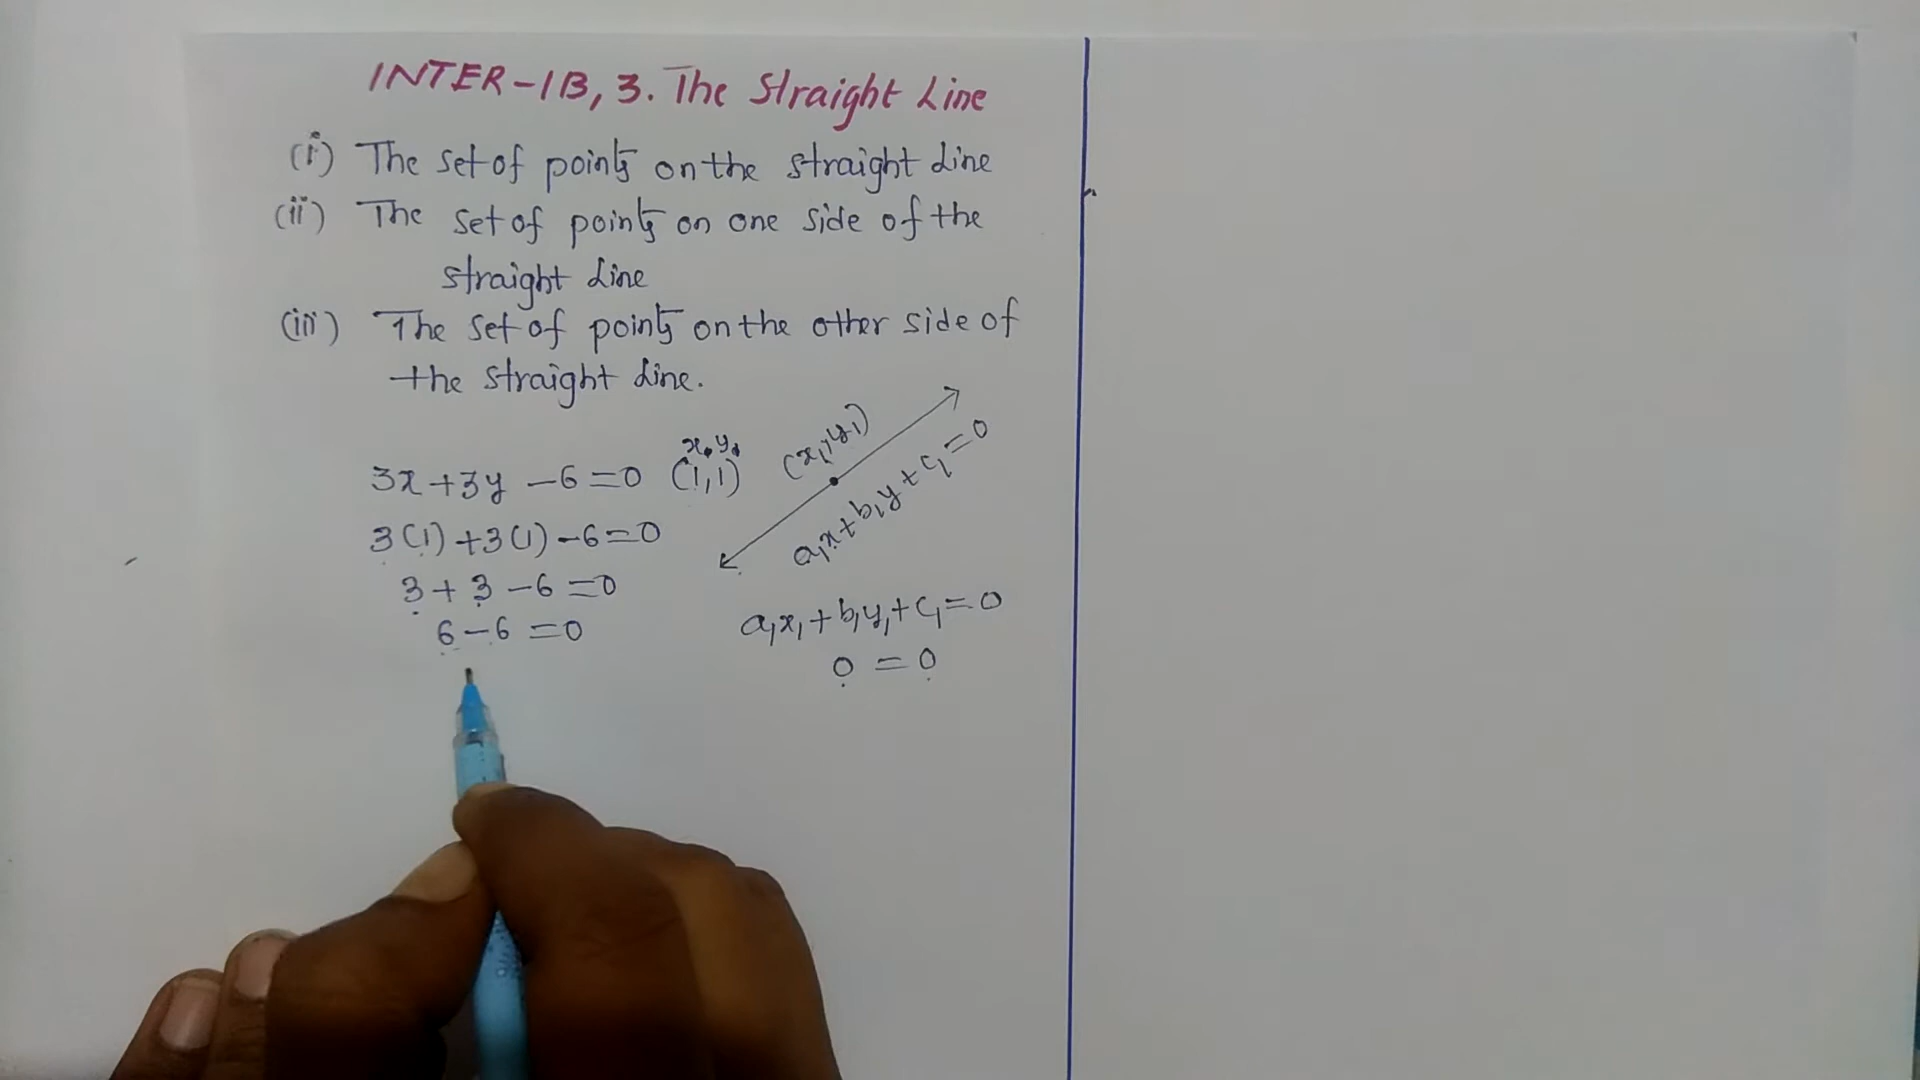 INTER-1B, 3. The Straight Line
(i) The set of points on the straight Line
(ii) The set of points on one side of the
straight Line
(iii) The set of points on the other side of
the straight Line.
3x+3y-6=0 (1,1)
x₁ y₁
3(1)+3(1)-6=0
3+3-6=0
6-6=0
(x₁,y₁)
a₁x+b₁y+c₁=0
a₁x₁+b₁y₁+c₁=0
0=0